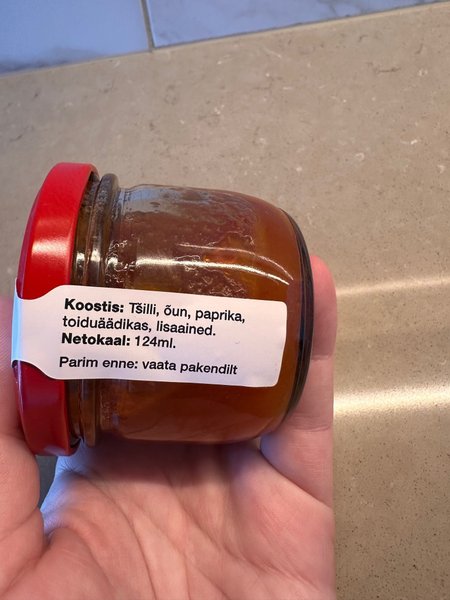 Koostis: Tšilli, õun, paprika,
toiduäädikas, lisaained.
Netokaal: 124ml.
Parim enne: vaata pakendilt